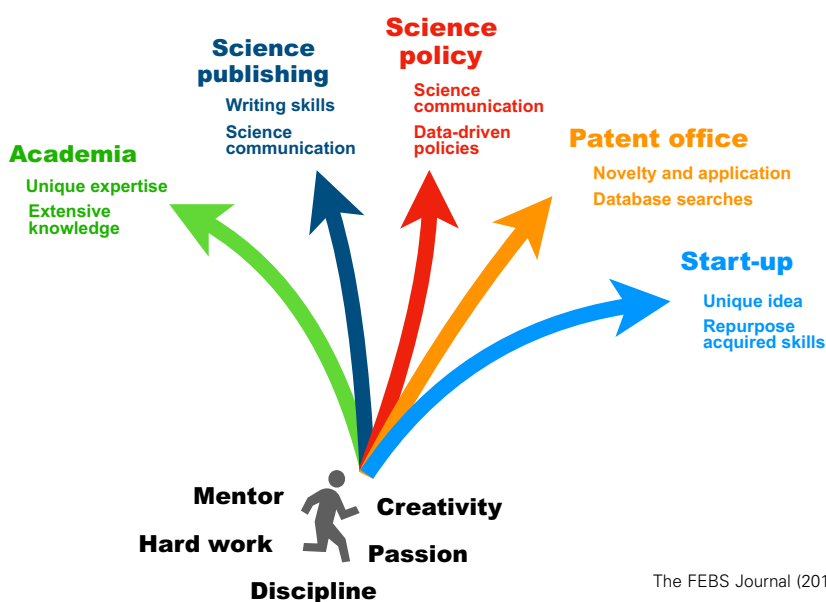 Science
policy
Science
communication
Data-driven
policies
Science
publishing
Writing skills
Science
communication
Academia
Unique expertise
Extensive
knowledge
Patent office
Novelty and application
Database searches
Start-up
Unique idea
Repurpose
acquired skills
Mentor
Creativity
Hard work
Passion
Discipline
The FEBS Journal (201